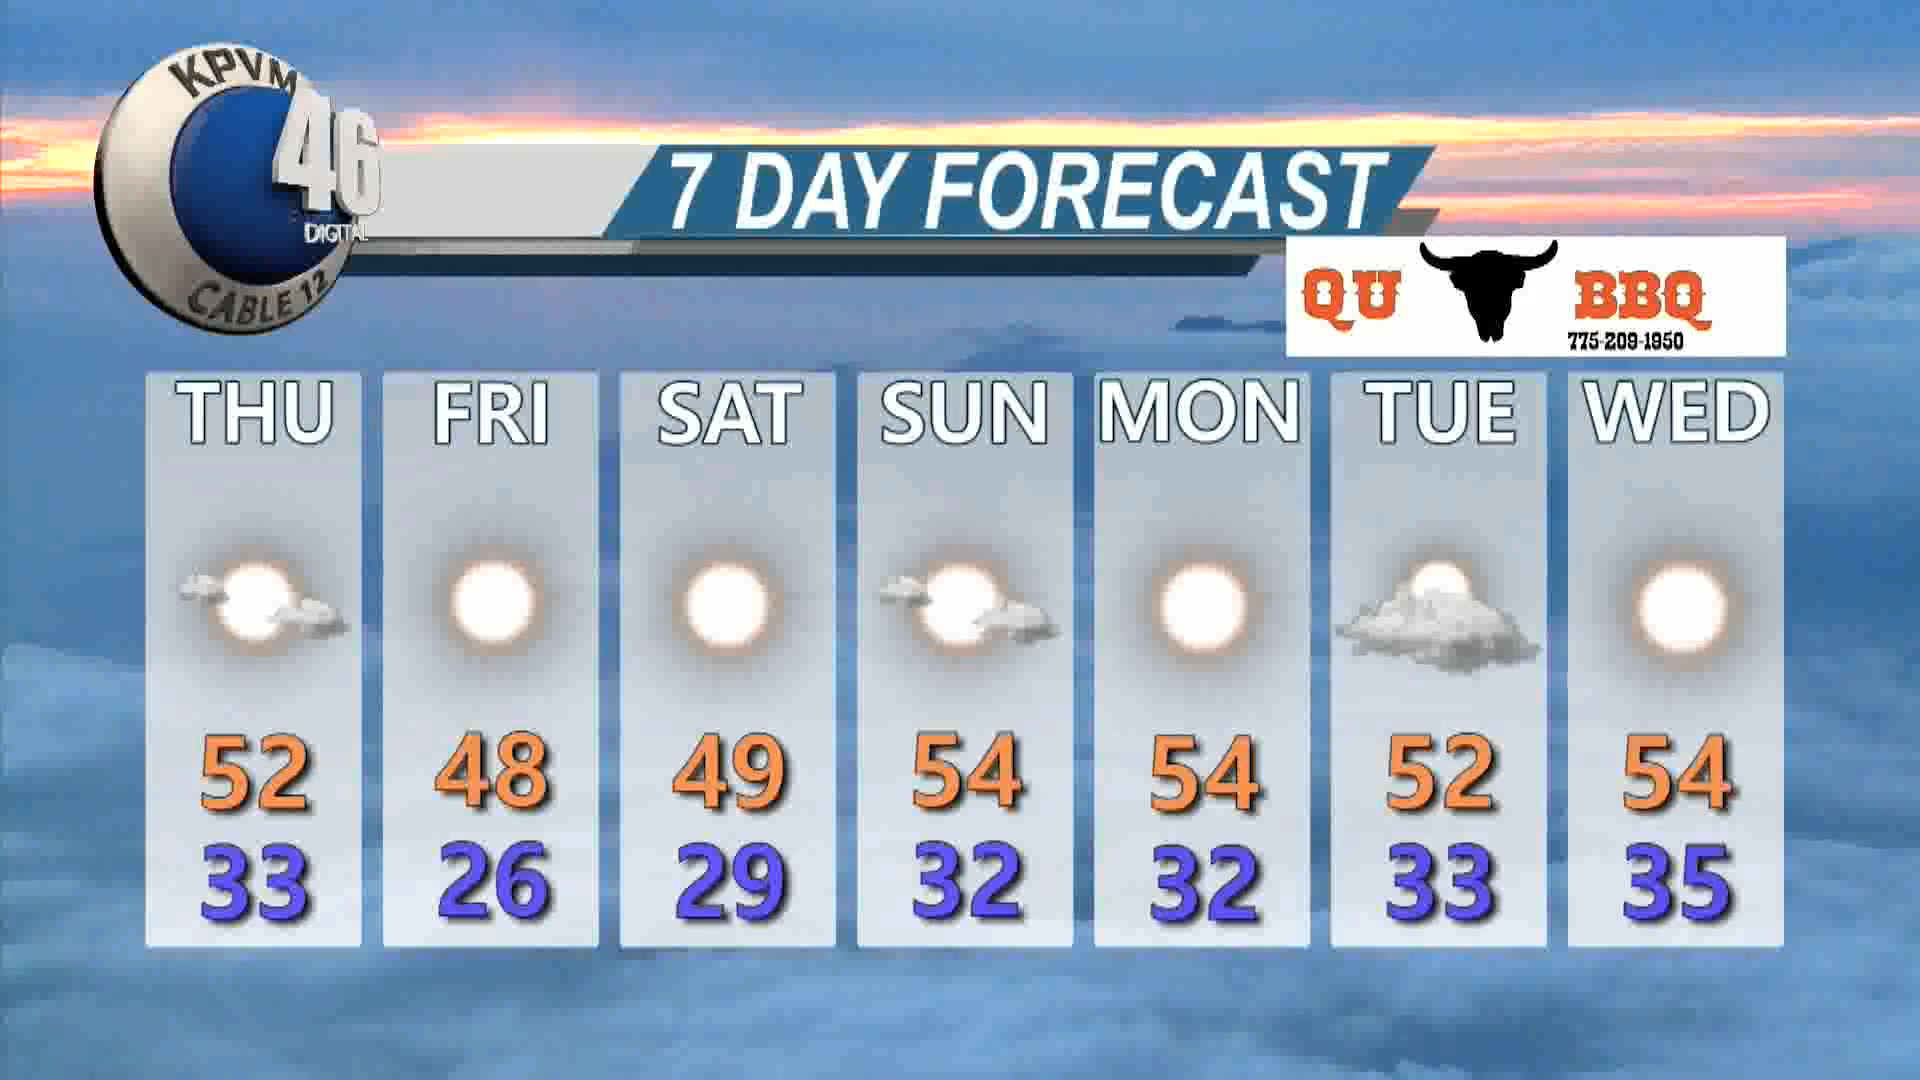 KPVM
46
DIGITAL
CABLE 12
7 DAY FORECAST
QU BBQ
775-209-1950
THU FRI SAT SUN MON TUE WED
52 48 49 54 54 52 54
33 26 29 32 32 33 35